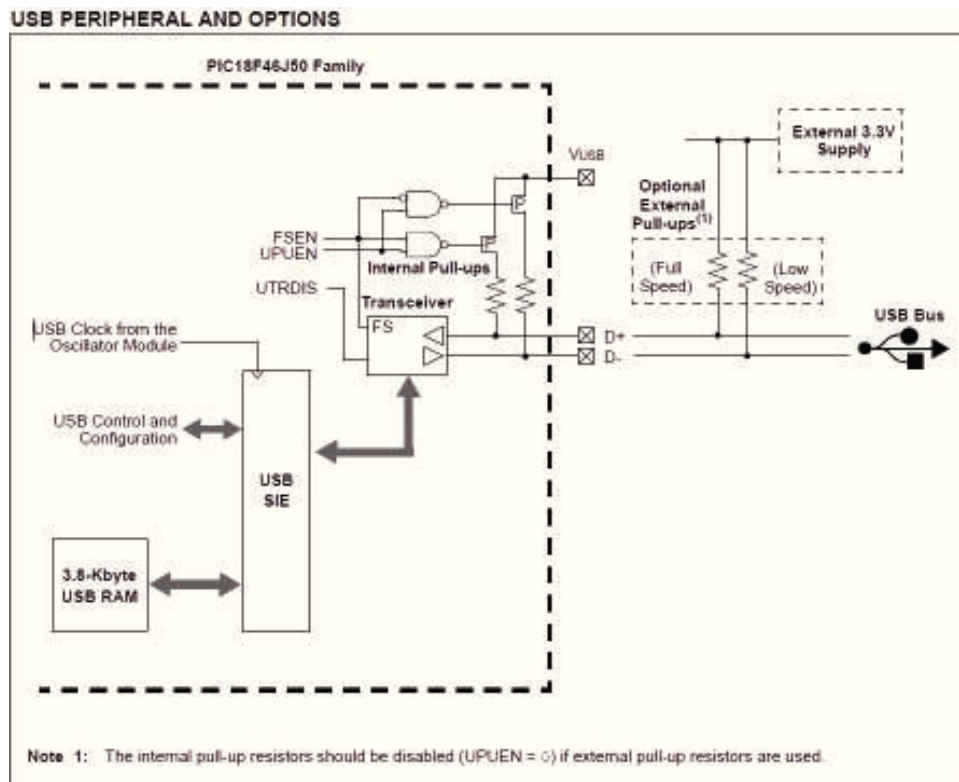 USB PERIPHERAL AND OPTIONS
PIC18F46J50 Family
External 3.3V
Supply
VUSB
Optional
External
Pull-ups(1)
FSEN
UPUEN
Internal Pull-ups
(Full
Speed)
(Low
Speed)
UTRDIS
Transceiver
FS
USB Bus
USB Clock from the
Oscillator Module
D+
D-
USB Control and
Configuration
USB
SIE
3.8-Kbyte
USB RAM
Note 1: The internal pull-up resistors should be disabled (UPUEN = 0) if external pull-up resistors are used.
P
P